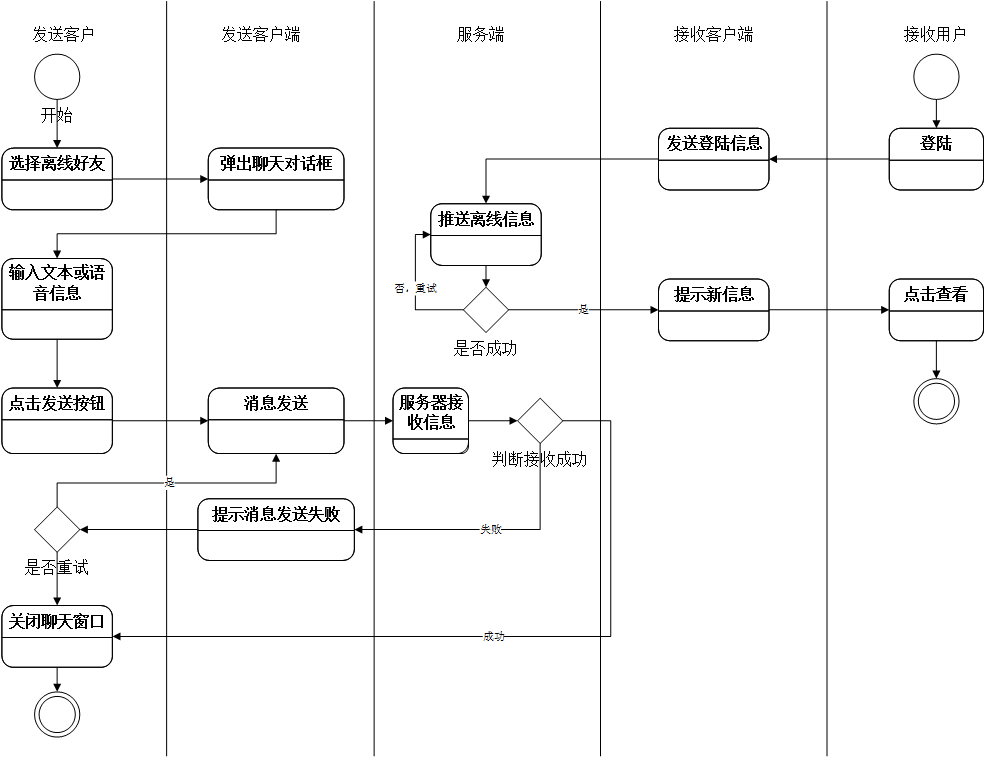 发送客户
发送客户端
服务端
接收客户端
接收用户
开始
选择离线好友
弹出聊天对话框
发送登陆信息
登陆
推送离线信息
输入文本或语
音信息
否，重试
是
提示新信息
点击查看
是否成功
点击发送按钮
消息发送
服务器接
收信息
判断接收成功
是
提示消息发送失败
失败
是否重试
关闭聊天窗口
成功